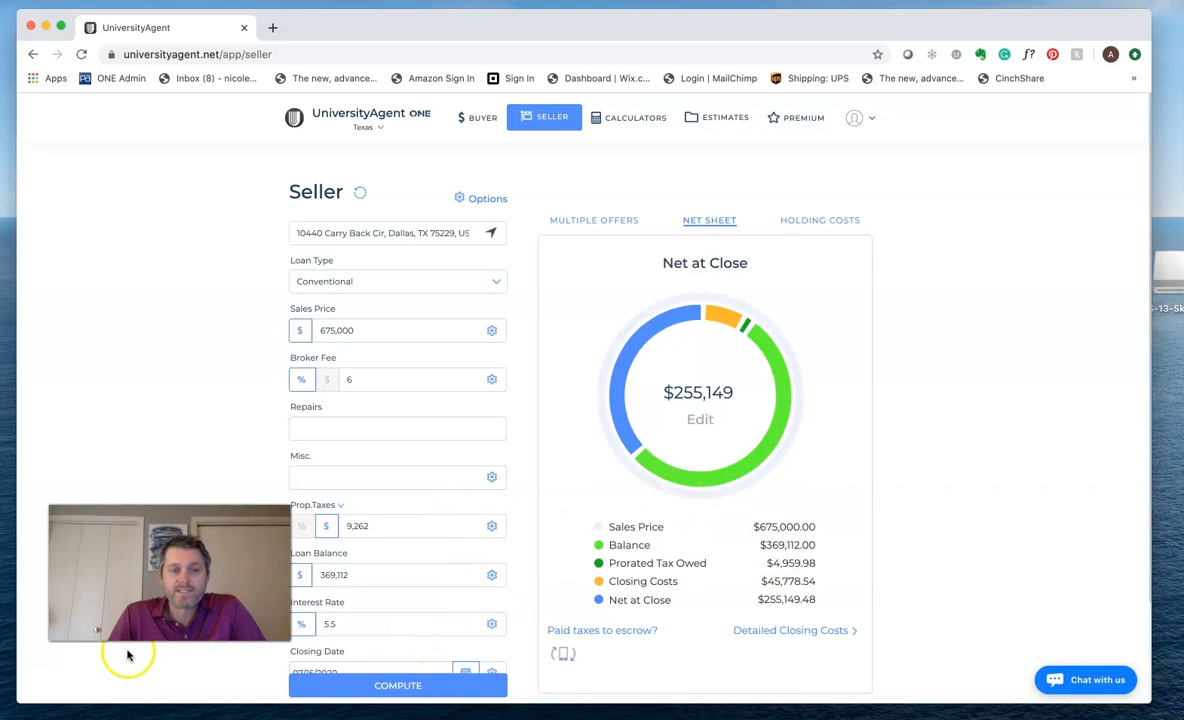 UniversityAgent
universityagent.net/app/seller
Apps ONE Admin Inbox (8) - nicole... The new, advance... Amazon Sign In Sign In Dashboard | Wix.c... Login | MailChimp Shipping: UPS The new, advance... CinchShare »
UniversityAgent ONE
Texas
$ BUYER SELLER CALCULATORS ESTIMATES PREMIUM
Seller
Options
10440 Carry Back Cir, Dallas, TX 75229, US
Loan Type
Conventional
Sales Price
$ 675,000
Broker Fee
% $ 6
Repairs
Misc.
Prop.Taxes
% $ 9,262
Loan Balance
$ 369,112
Interest Rate
% 5.5
Closing Date
COMPUTE
MULTIPLE OFFERS NET SHEET HOLDING COSTS
Net at Close
$255,149
Edit
Sales Price $675,000.00
Balance $369,112.00
Prorated Tax Owed $4,959.98
Closing Costs $45,778.54
Net at Close $255,149.48
Paid taxes to escrow? Detailed Closing Costs
Chat with us